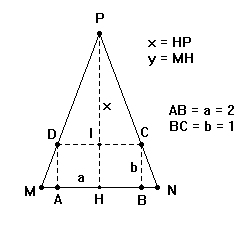 P
x = HP
y = MH
x
AB = a = 2
BC = b = 1
D I C
a b
M A H B N